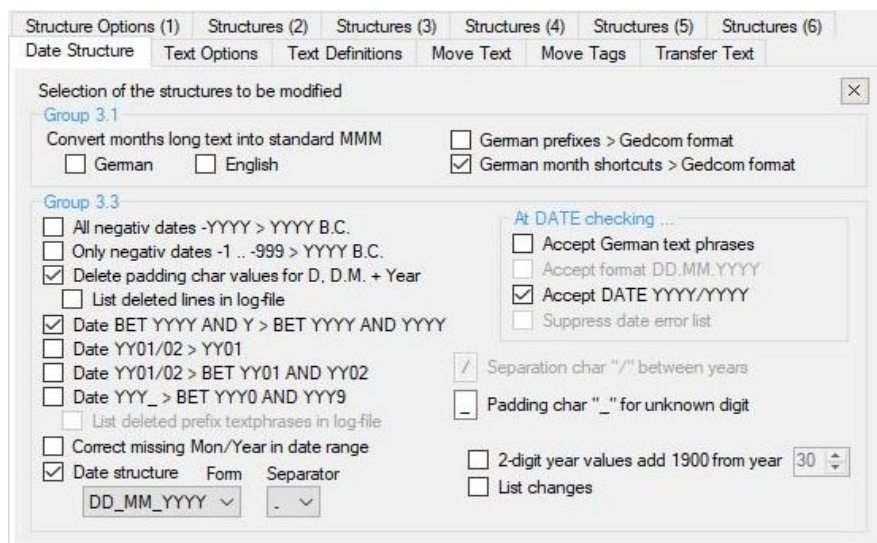 Structure Options (1) Structures (2) Structures (3) Structures (4) Structures (5) Structures (6)
Date Structure Text Options Text Definitions Move Text Move Tags Transfer Text
Selection of the structures to be modified
Group 3.1
Convert months long text into standard MMM
German English
German prefixes > Gedcom format
German month shortcuts > Gedcom format
Group 3.3
All negativ dates -YYYY > YYYY B.C.
Only negativ dates -1 .. -999 > YYYY B.C.
Delete padding char values for D, D.M. + Year
List deleted lines in log-file
Date BET YYYY AND Y > BET YYYY AND YYYY
Date YY01/02 > YY01
Date YY01/02 > BET YY01 AND YY02
Date YYY_ > BET YYY0 AND YYY9
List deleted prefix textphrases in log-file
Correct missing Mon/Year in date range
Date structure Form Separator
DD_MM_YYYY .
At DATE checking ...
Accept German text phrases
Accept format DD.MM.YYYY
Accept DATE YYYY/YYYY
Suppress date error list
/ Separation char "/" between years
_ Padding char "_" for unknown digit
2-digit year values add 1900 from year 30
List changes